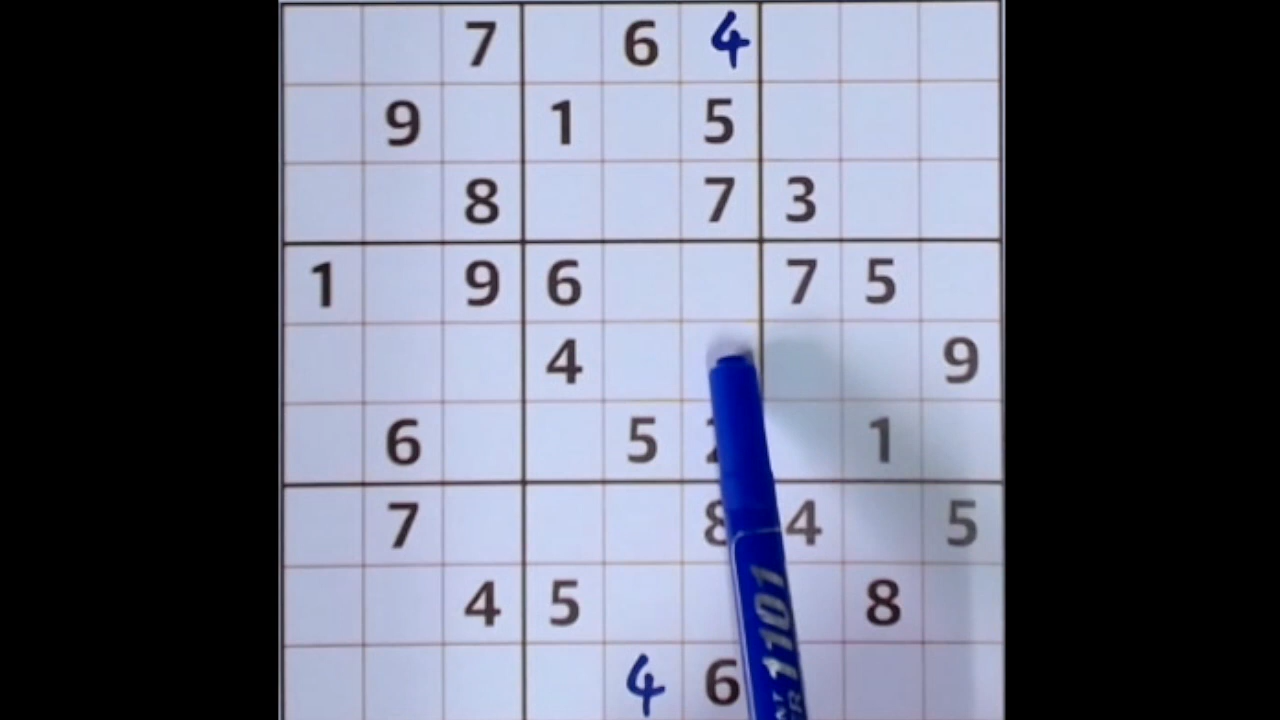 7 6 4
9 1 5
8 7 3
1 9 6 7 5
4 9
6 5 2 1
7 8 4 5
4 5 8
4 6
1101